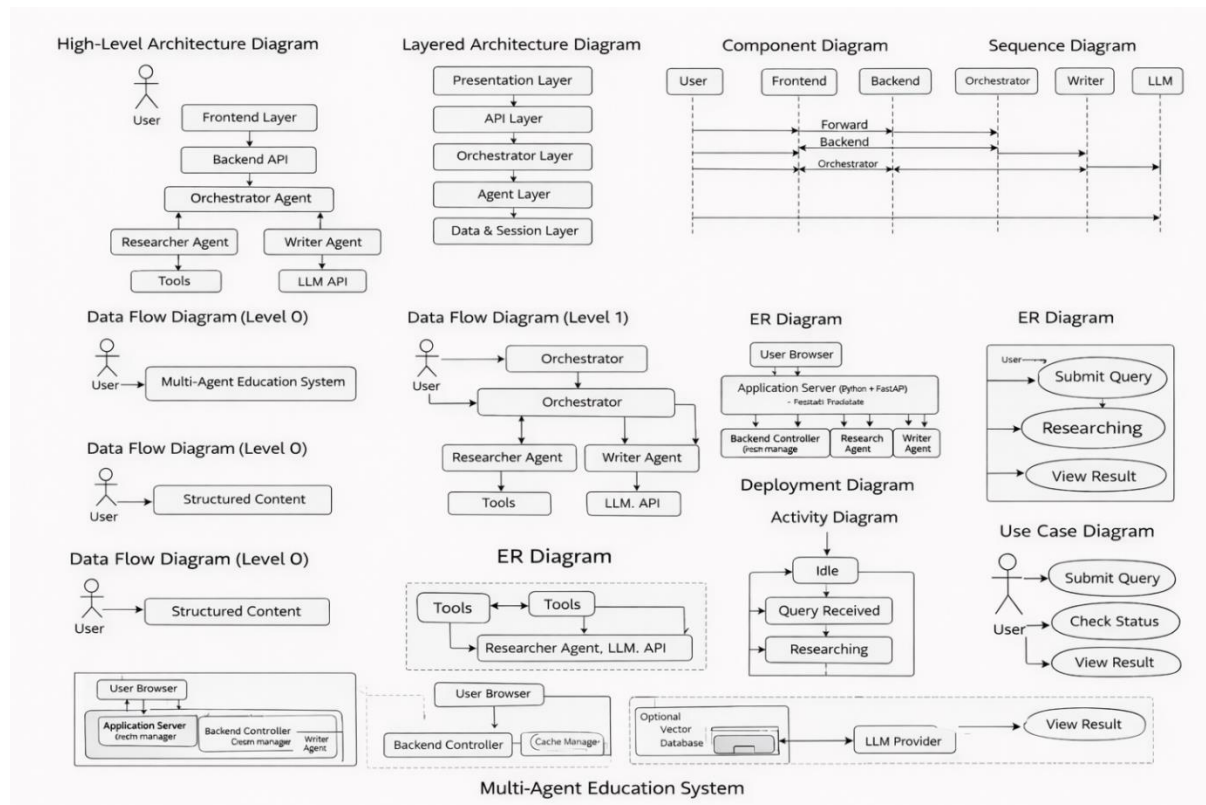 High-Level Architecture Diagram
User
Frontend Layer
Backend API
Orchestrator Agent
Researcher Agent
Writer Agent
Tools
LLM API
Layered Architecture Diagram
Presentation Layer
API Layer
Orchestrator Layer
Agent Layer
Data & Session Layer
Component Diagram
Sequence Diagram
User
Frontend
Backend
Orchestrator
Writer
LLM
Forward
Backend
Orchestrator
Data Flow Diagram (Level 0)
User
Multi-Agent Education System
Data Flow Diagram (Level 0)
User
Structured Content
Data Flow Diagram (Level 0)
User
Structured Content
Data Flow Diagram (Level 1)
User
Orchestrator
Orchestrator
Researcher Agent
Writer Agent
Tools
LLM. API
ER Diagram
User Browser
Application Server (Python + FastAPI)
Backend Controller
manage
Research
Agent
Writer
Agent
ER Diagram
User
Submit Query
Researching
View Result
Deployment Diagram
Activity Diagram
Idle
Query Received
Researching
Use Case Diagram
User
Submit Query
Check Status
View Result
ER Diagram
Tools
Tools
Researcher Agent, LLM. API
User Browser
Application Server
manager)
Backend Controller
manager)
Writer
Agent
User Browser
Backend Controller
Cache Manage
Optional
Vector
Database
LLM Provider
View Result
Multi-Agent Education System